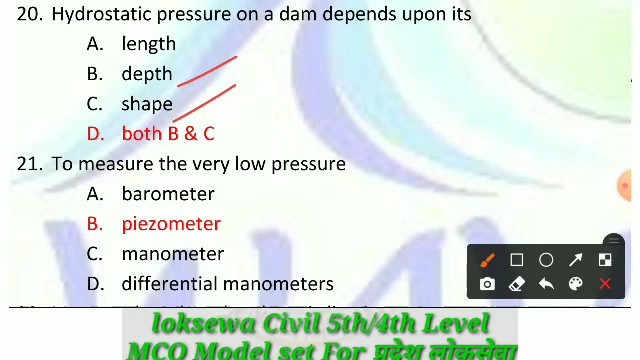 20. Hydrostatic pressure on a dam depends upon its
A. length
B. depth
C. shape
D. both B & C
21. To measure the very low pressure
A. barometer
B. piezometer
C. manometer
D. differential manometers
loksewa Civil 5th/4th Level
MCQ Model set For प्रदेश लोकसेवा